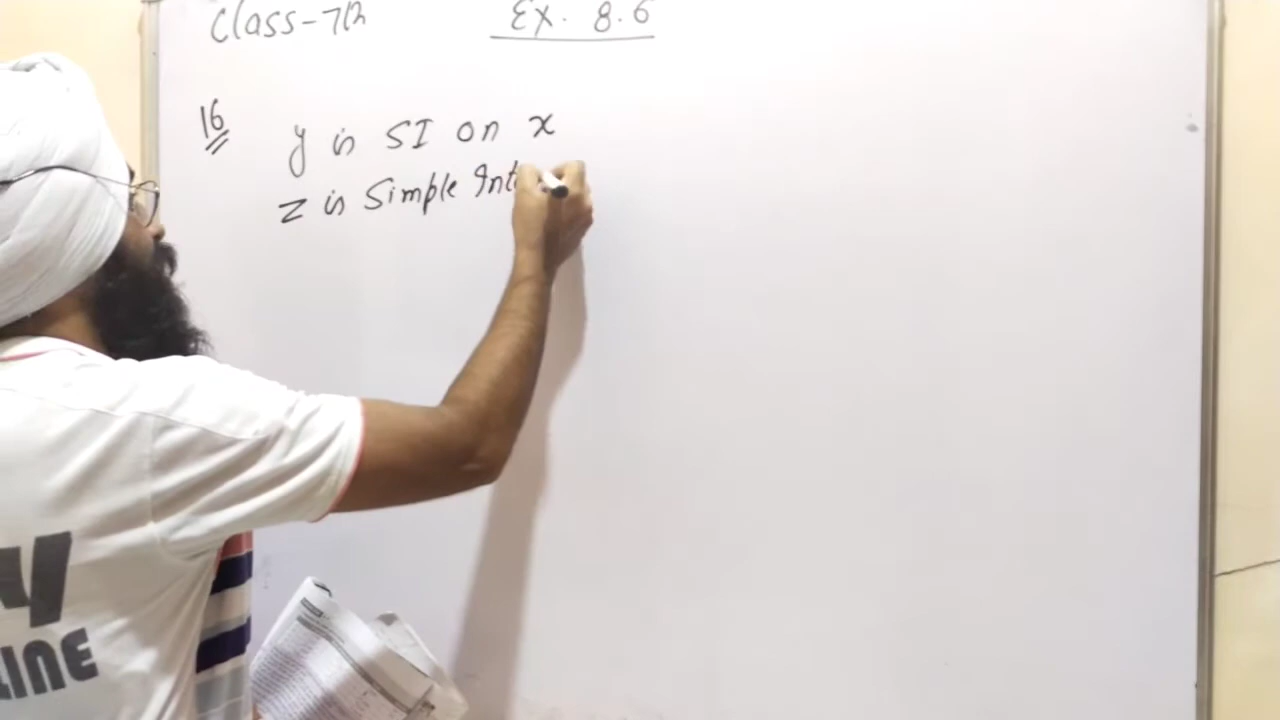 Class-7th
Ex. 8.6
16
y is SI on x
z is Simple Int